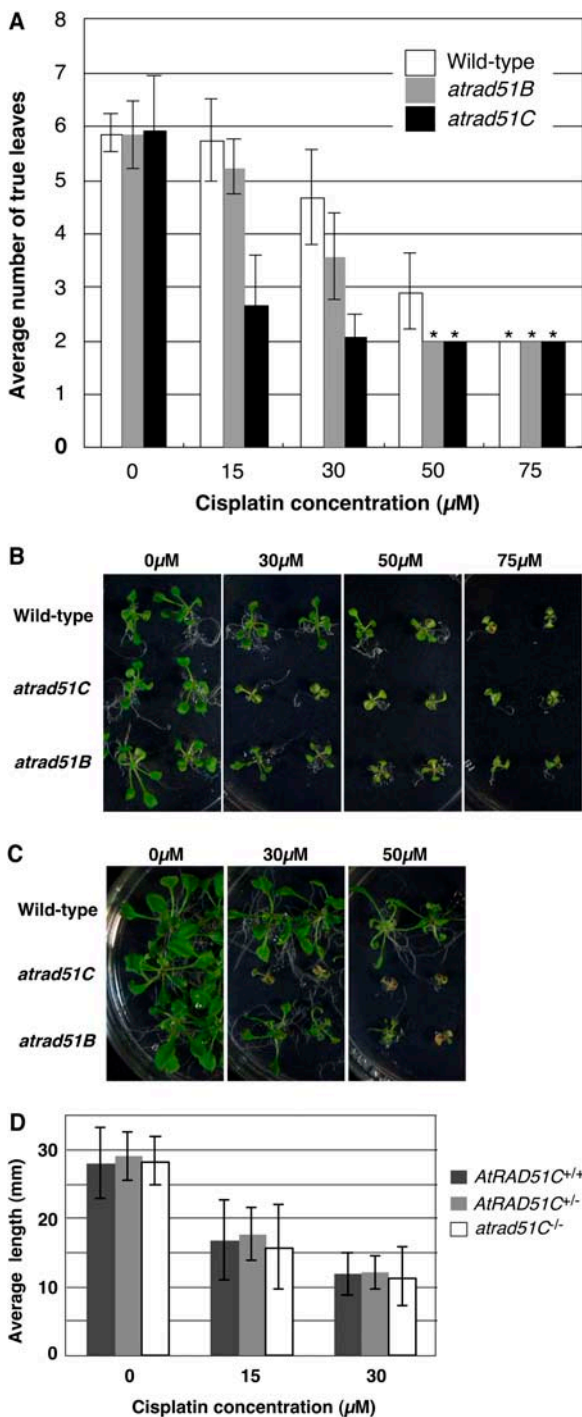 A
8
7
6
5
4
3
2
1
0
Average number of true leaves
Wild-type
atrad51B
atrad51C
* * * * *
0 15 30 50 75
Cisplatin concentration (µM)
B
0µM 30µM 50µM 75µM
Wild-type
atrad51C
atrad51B
C
0µM 30µM 50µM
Wild-type
atrad51C
atrad51B
D
30
20
10
0
Average length (mm)
AtRAD51C+/+
AtRAD51C+/-
atrad51C-/-
0 15 30
Cisplatin concentration (µM)